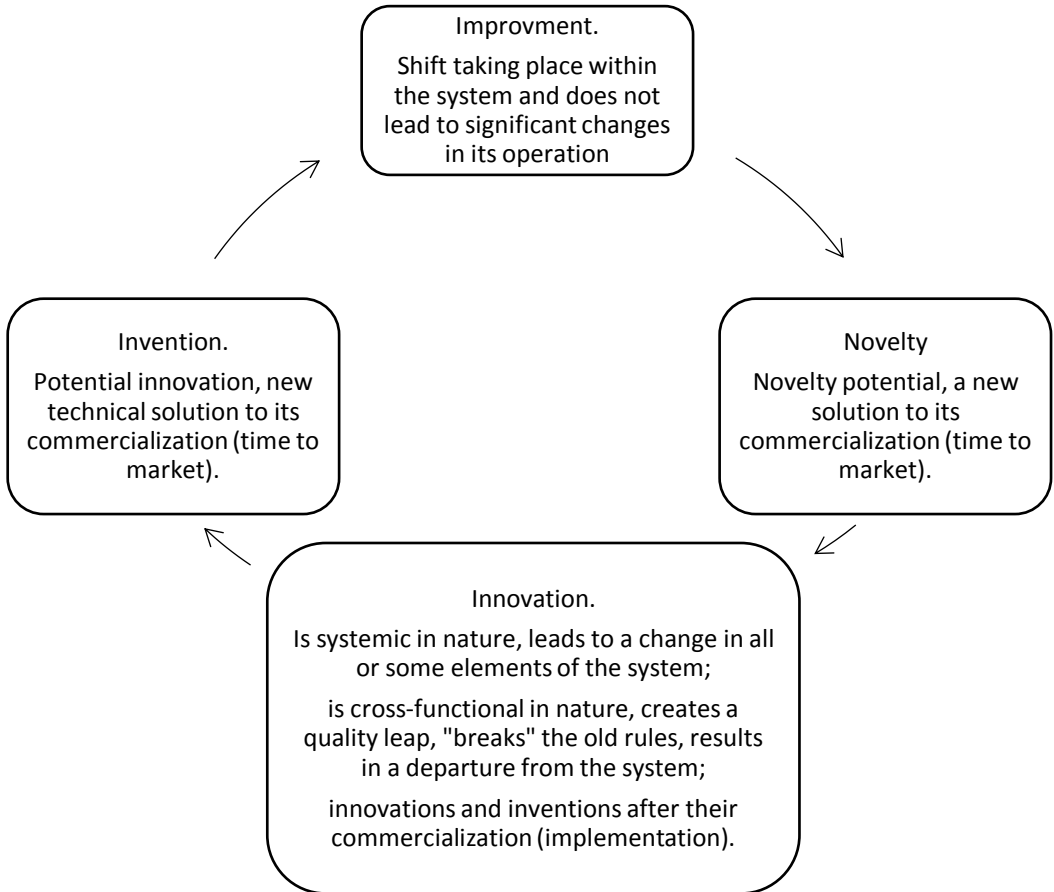 Improvment.
Shift taking place within
the system and does not
lead to significant changes
in its operation
Invention.
Potential innovation, new
technical solution to its
commercialization (time to
market).
Novelty
Novelty potential, a new
solution to its
commercialization (time to
market).
Innovation.
Is systemic in nature, leads to a change in all
or some elements of the system;
is cross-functional in nature, creates a
quality leap, "breaks" the old rules, results
in a departure from the system;
innovations and inventions after their
commercialization (implementation).